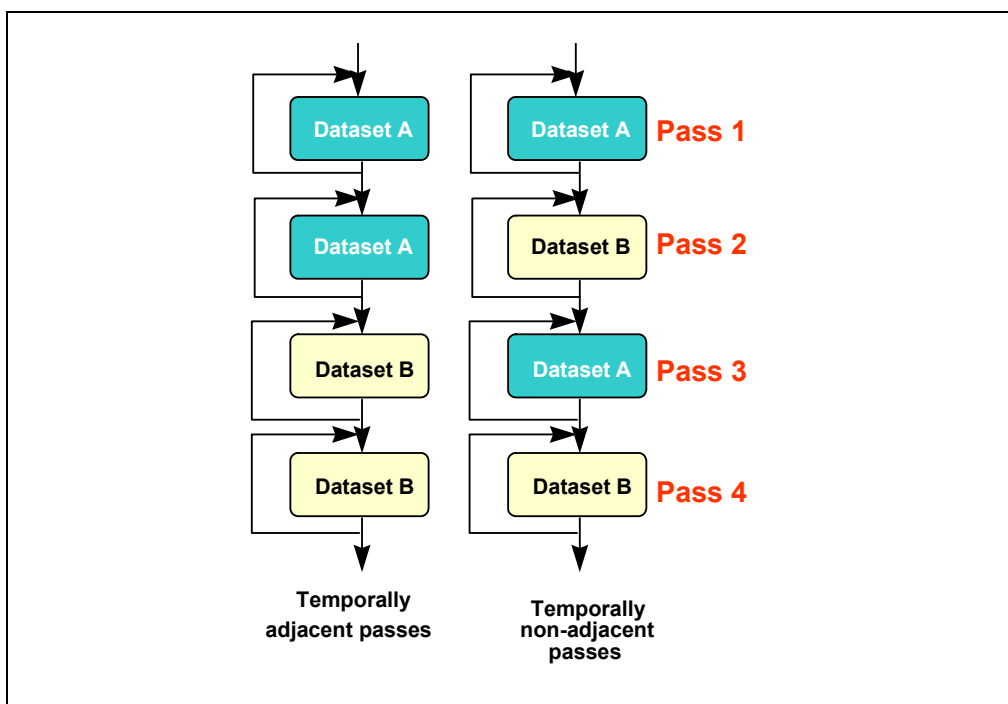 Dataset A
Dataset A
Pass 1
Dataset A
Dataset B
Pass 2
Dataset B
Dataset A
Pass 3
Dataset B
Dataset B
Pass 4
Temporally
adjacent passes
Temporally
non-adjacent
passes